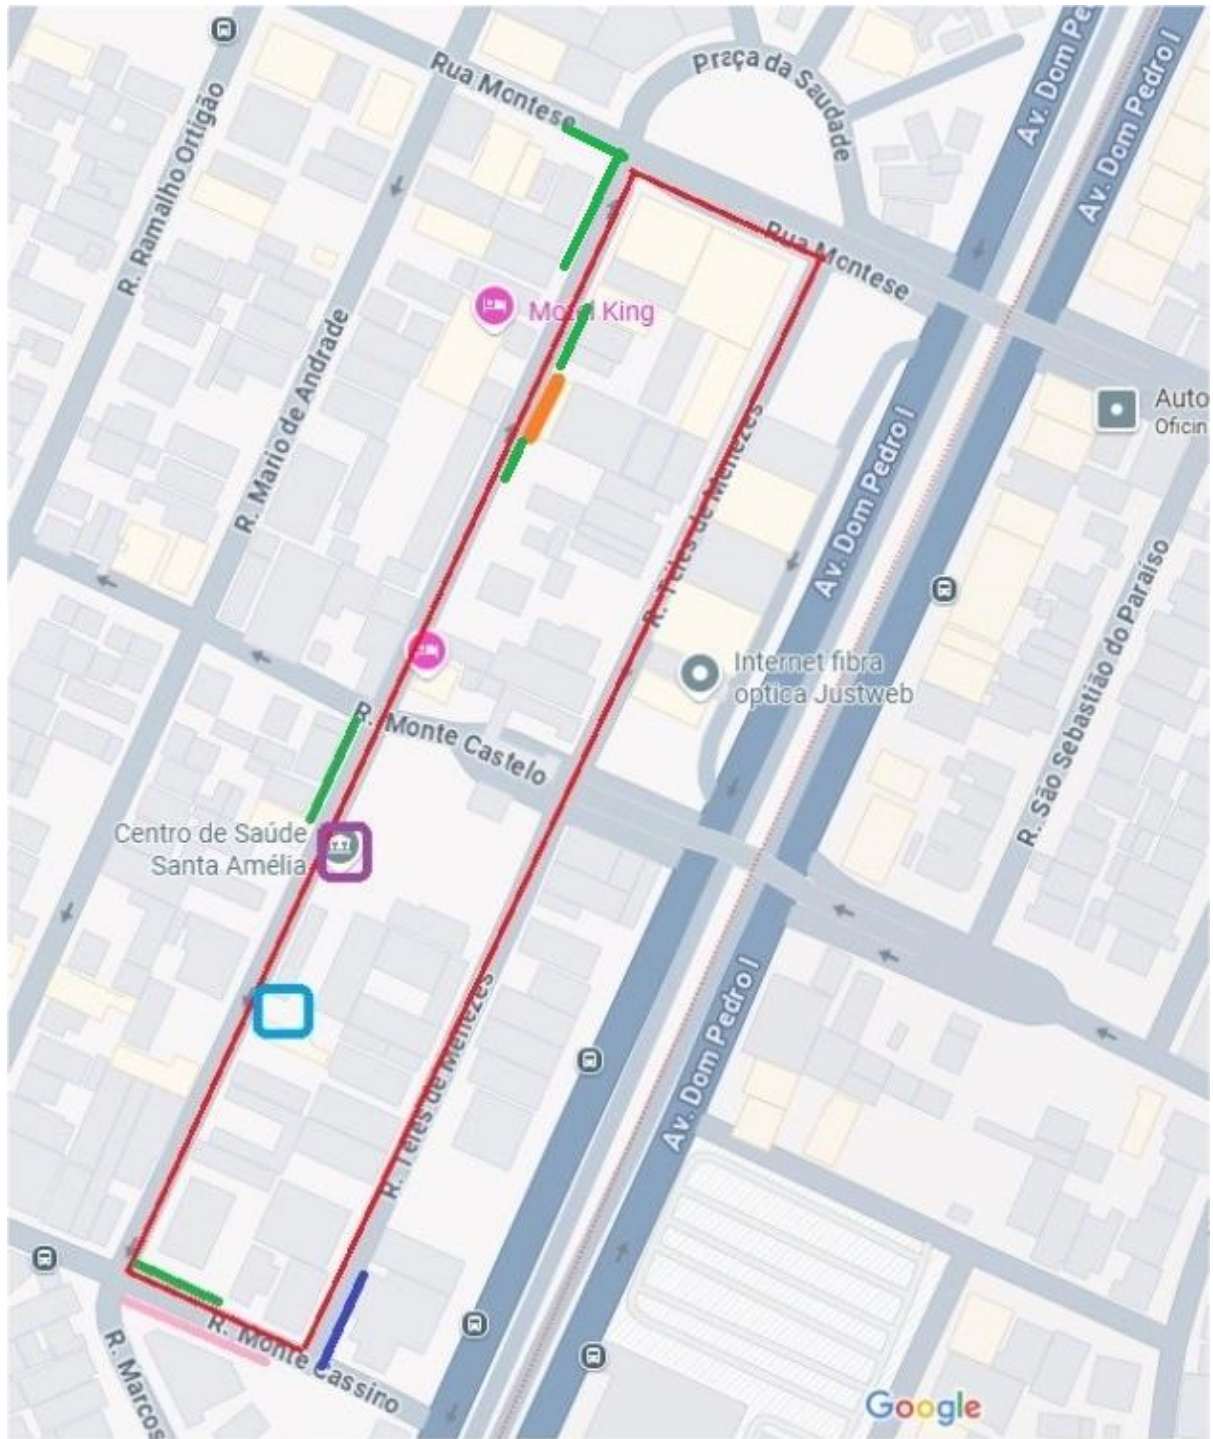 Rua Montese
Praça da Saudade
Av. Dom Pe
Av. Dom Pedro I
R. Ramalho Ortigão
Rua Montese
Motel King
R. Mario de Andrade
Auto
Oficin
R. Teles de Menezes
Av. Dom Pedro I
Internet fibra
optica Justweb
R. São Sebastião do Paraíso
R. Monte Castelo
Centro de Saúde
Santa Amélia
R. Teles de Menezes
Av. Dom Pedro I
R. Monte Cassino
R. Marcos
Google